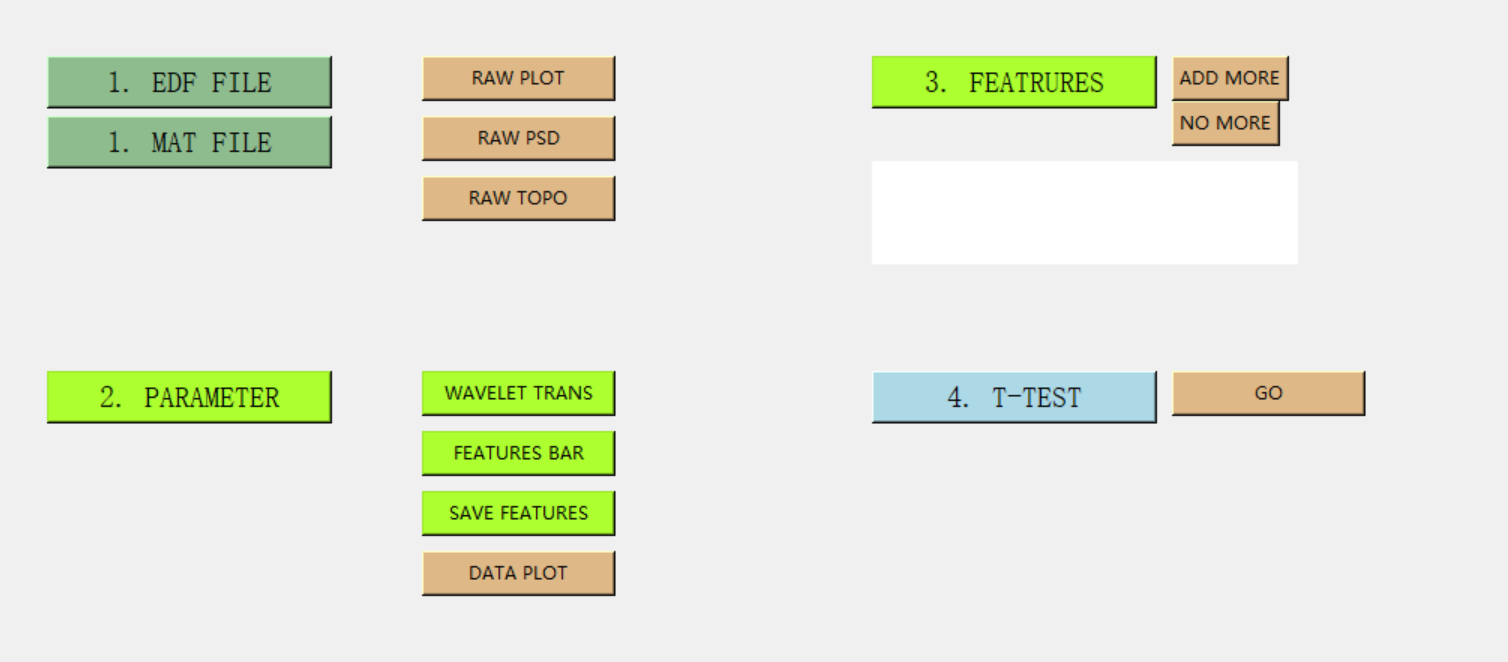 1. EDF FILE
1. MAT FILE
RAW PLOT
RAW PSD
RAW TOPO
3. FEATRURES
ADD MORE
NO MORE
2. PARAMETER
WAVELET TRANS
FEATURES BAR
SAVE FEATURES
DATA PLOT
4. T-TEST
GO